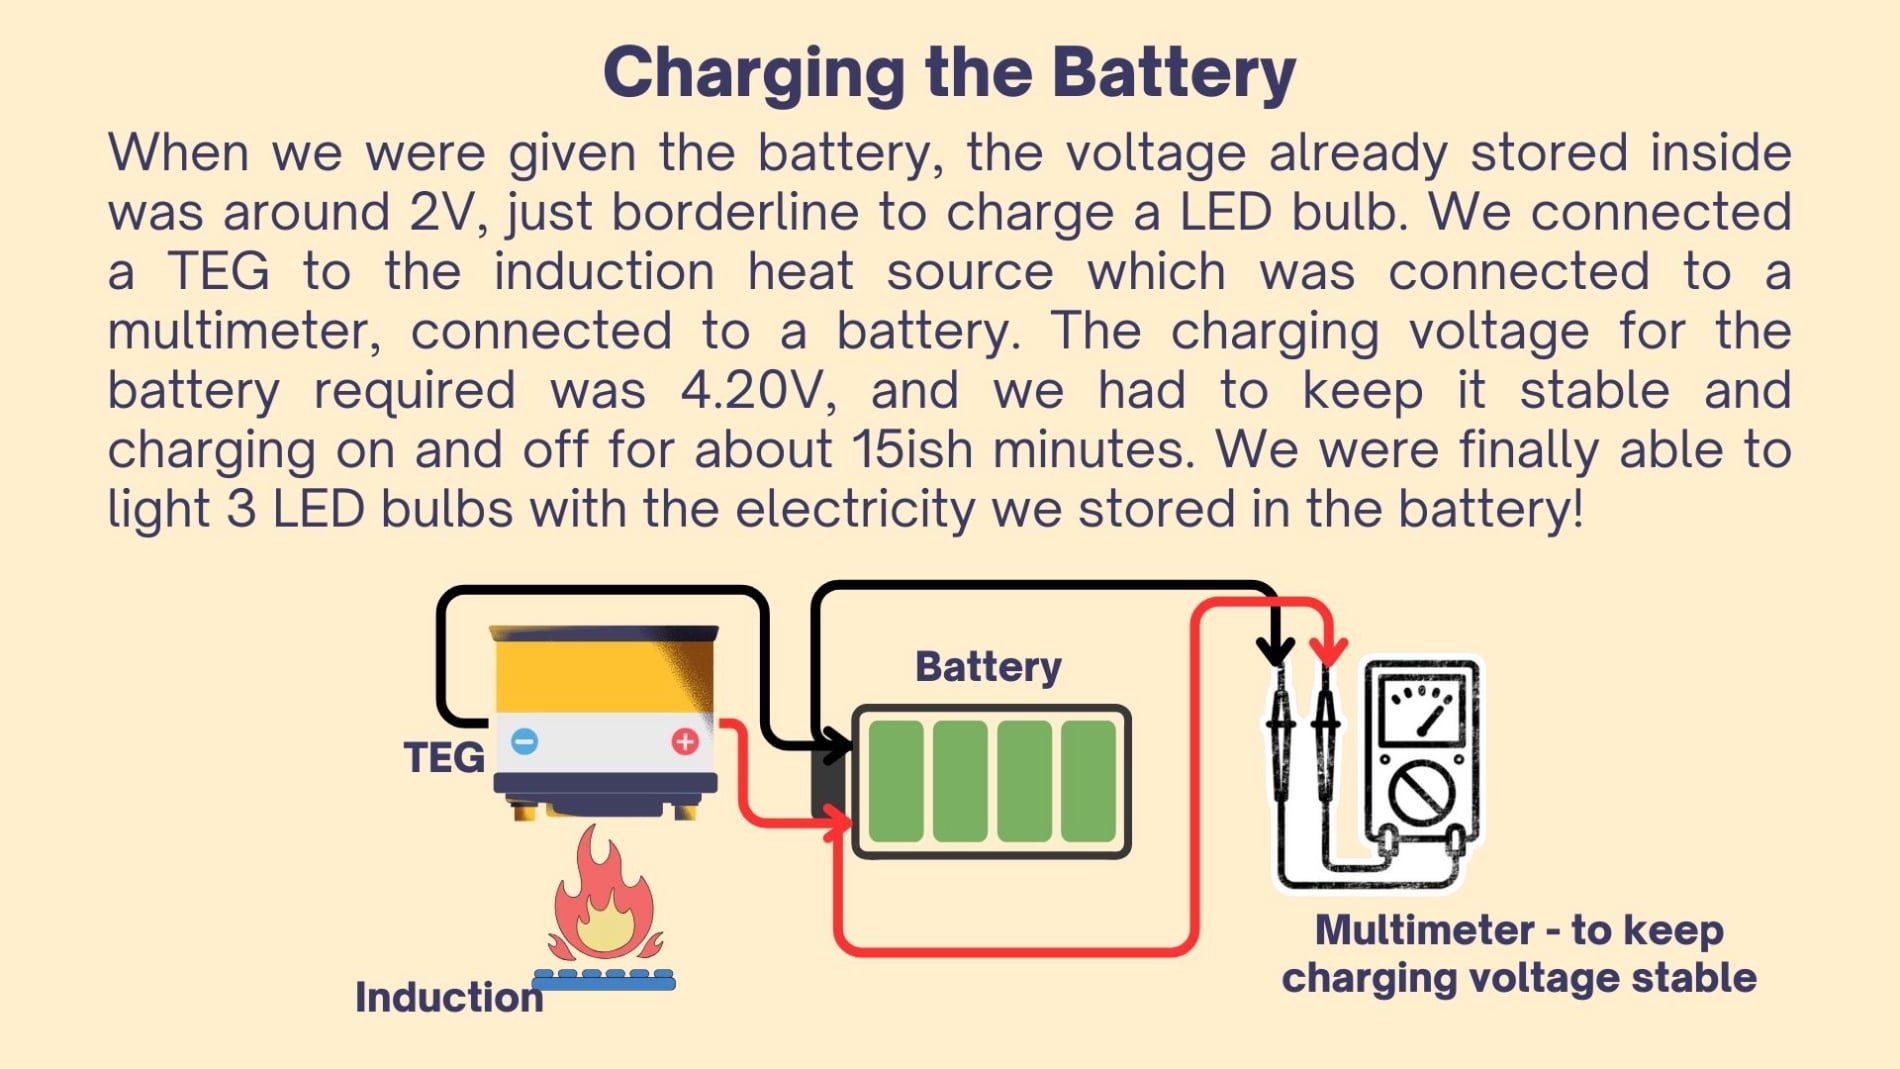 Charging the Battery
When we were given the battery, the voltage already stored inside
was around 2V, just borderline to charge a LED bulb. We connected
a TEG to the induction heat source which was connected to a
multimeter, connected to a battery. The charging voltage for the
battery required was 4.20V, and we had to keep it stable and
charging on and off for about 15ish minutes. We were finally able to
light 3 LED bulbs with the electricity we stored in the battery!
Battery
TEG
Induction
Multimeter - to keep
charging voltage stable